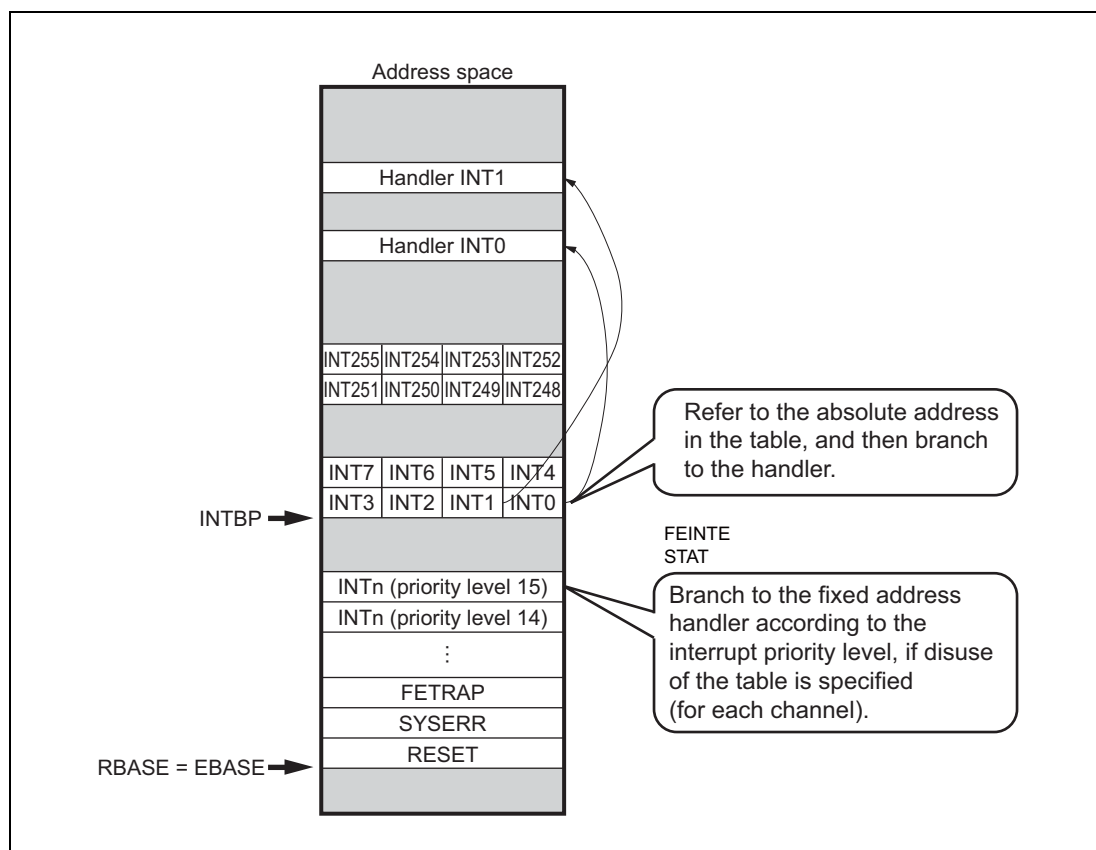 Address space
Handler INT1
Handler INT0
INT255 INT254 INT253 INT252
INT251 INT250 INT249 INT248
INT7 INT6 INT5 INT4
INT3 INT2 INT1 INT0
INTBP
Refer to the absolute address
in the table, and then branch
to the handler.
FEINTE
STAT
INTn (priority level 15)
INTn (priority level 14)
⋮
FETRAP
SYSERR
RESET
RBASE = EBASE
Branch to the fixed address
handler according to the
interrupt priority level, if disuse
of the table is specified
(for each channel).